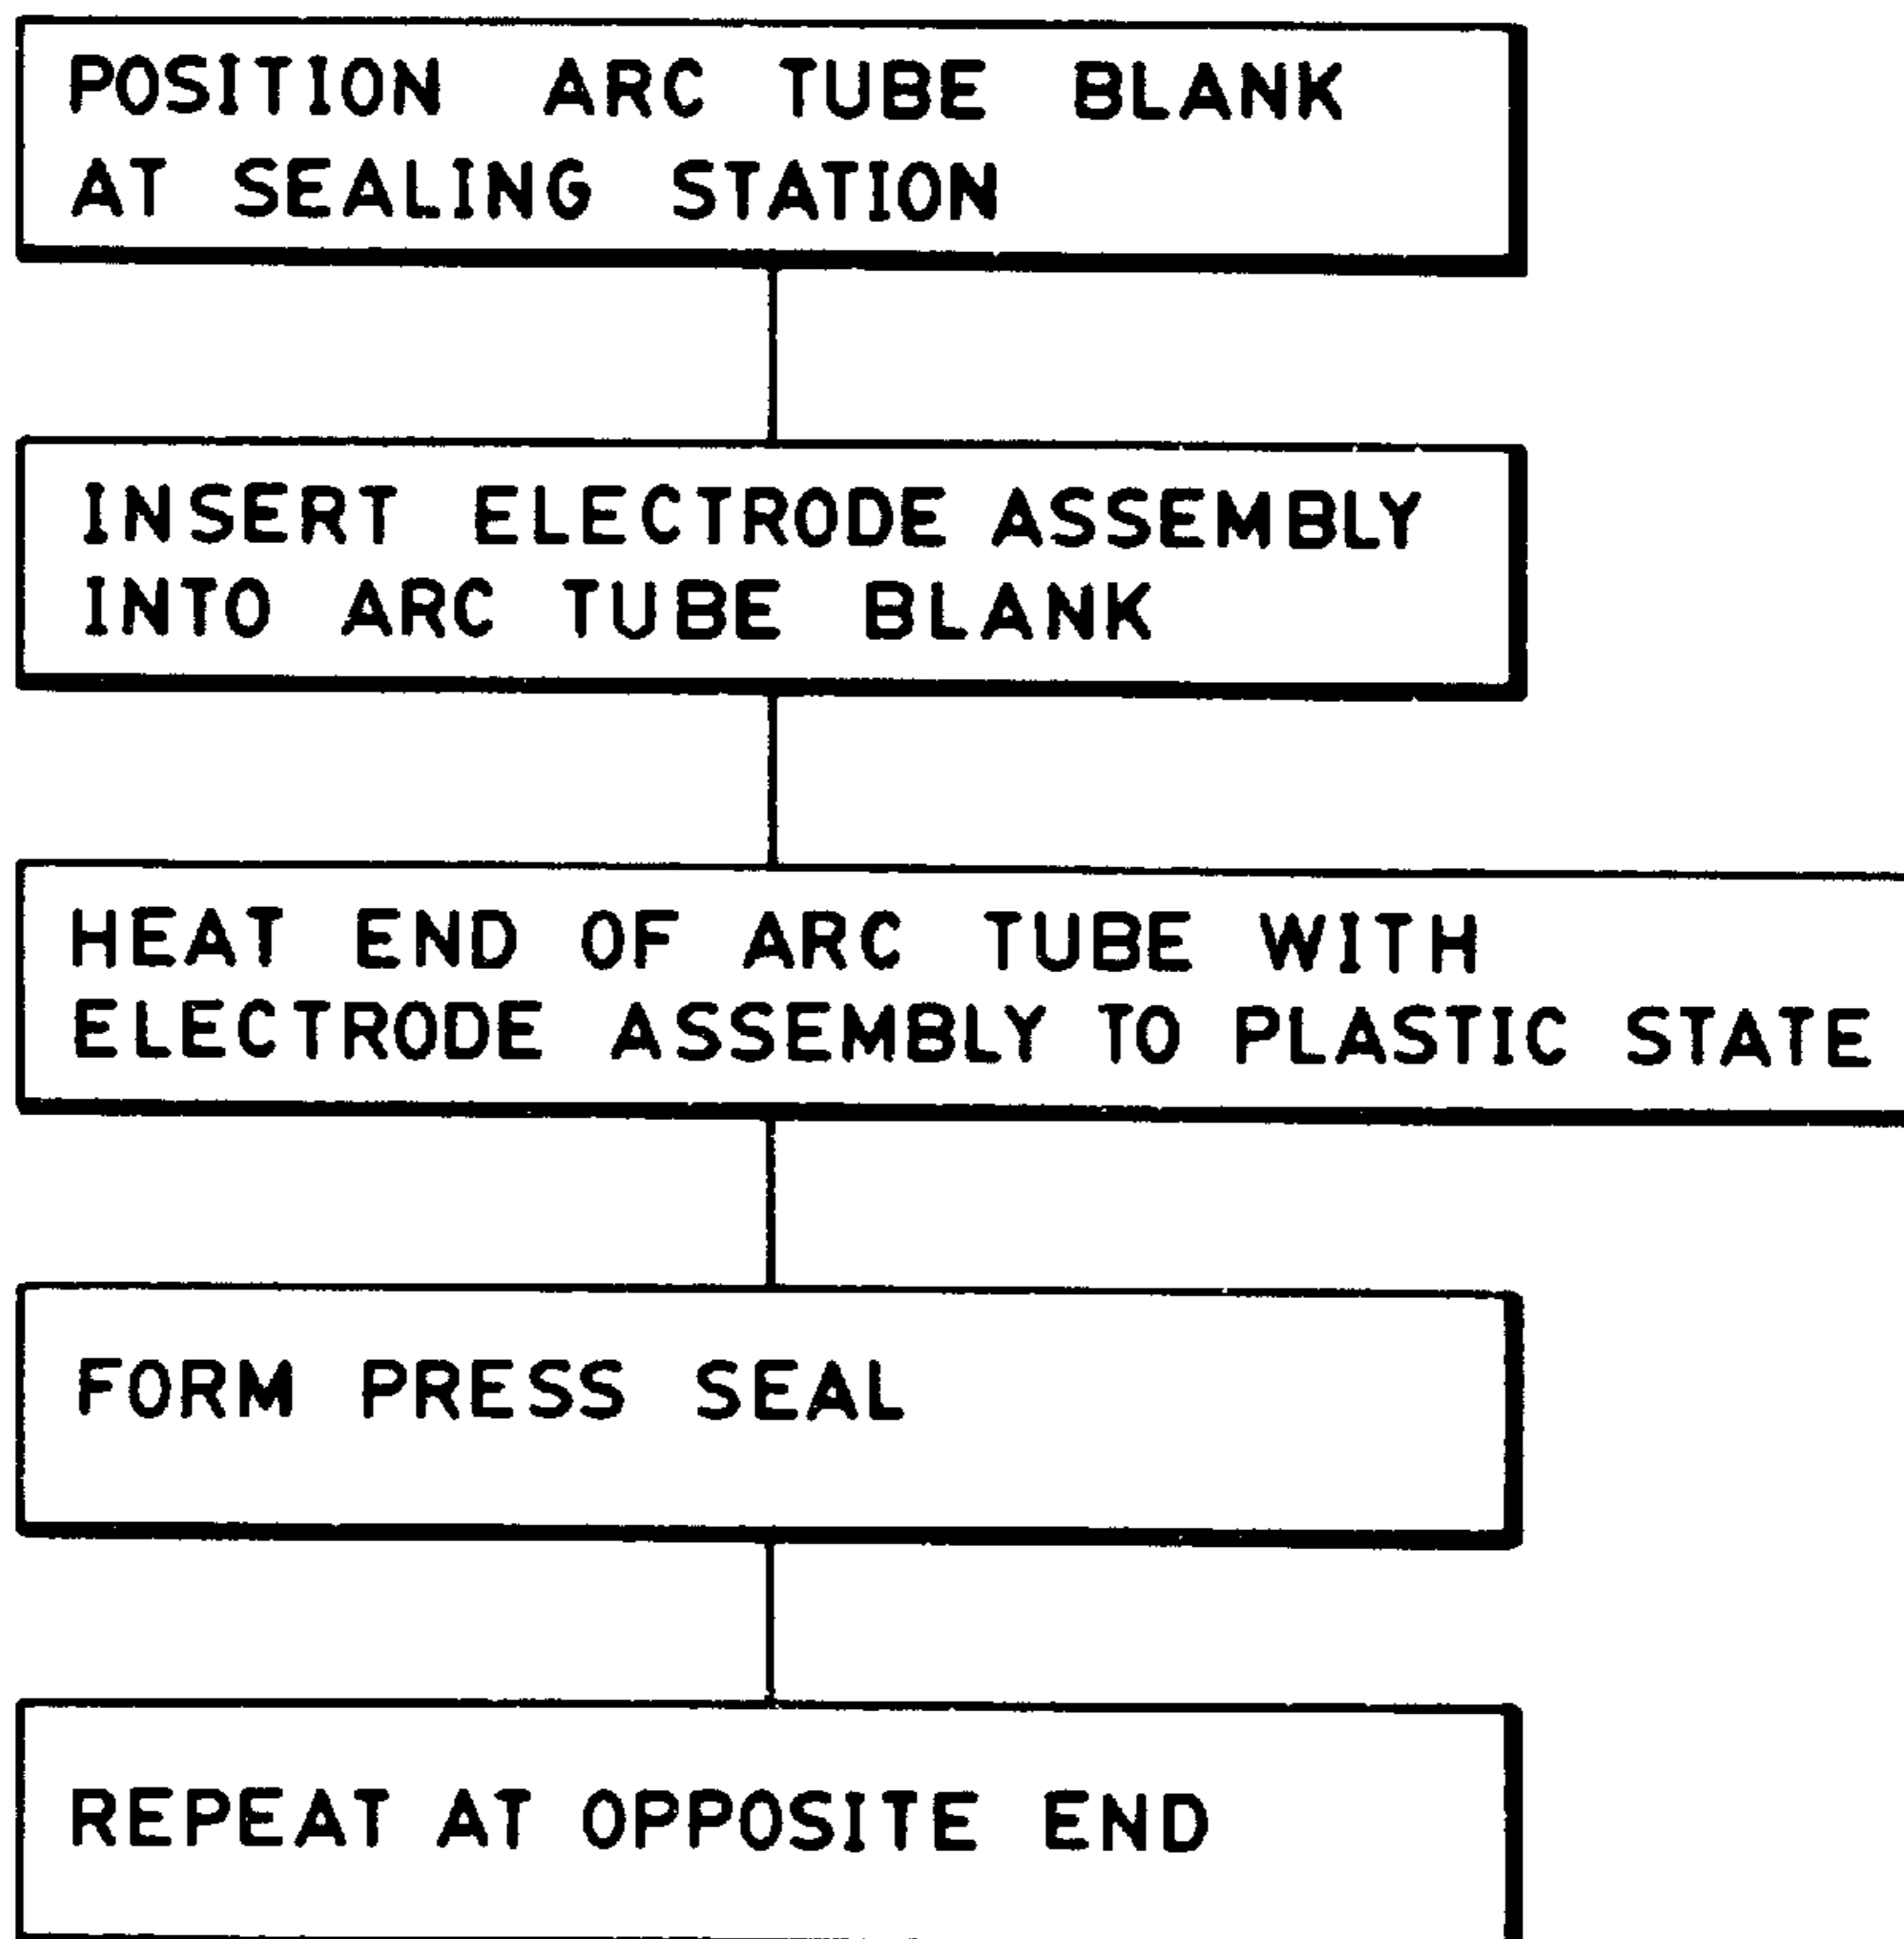 POSITION ARC TUBE BLANK
AT SEALING STATION
INSERT ELECTRODE ASSEMBLY
INTO ARC TUBE BLANK
HEAT END OF ARC TUBE WITH
ELECTRODE ASSEMBLY TO PLASTIC STATE
FORM PRESS SEAL
REPEAT AT OPPOSITE END